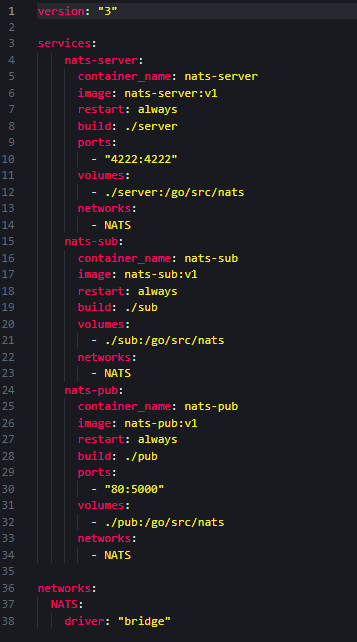 1 version: "3"
2
3 services:
4     nats-server:
5       container_name: nats-server
6       image: nats-server:v1
7       restart: always
8       build: ./server
9       ports:
10         - "4222:4222"
11       volumes:
12         - ./server:/go/src/nats
13       networks:
14         - NATS
15     nats-sub:
16       container_name: nats-sub
17       image: nats-sub:v1
18       restart: always
19       build: ./sub
20       volumes:
21         - ./sub:/go/src/nats
22       networks:
23         - NATS
24     nats-pub:
25       container_name: nats-pub
26       image: nats-pub:v1
27       restart: always
28       build: ./pub
29       ports:
30         - "80:5000"
31       volumes:
32         - ./pub:/go/src/nats
33       networks:
34         - NATS
35
36 networks:
37   NATS:
38     driver: "bridge"